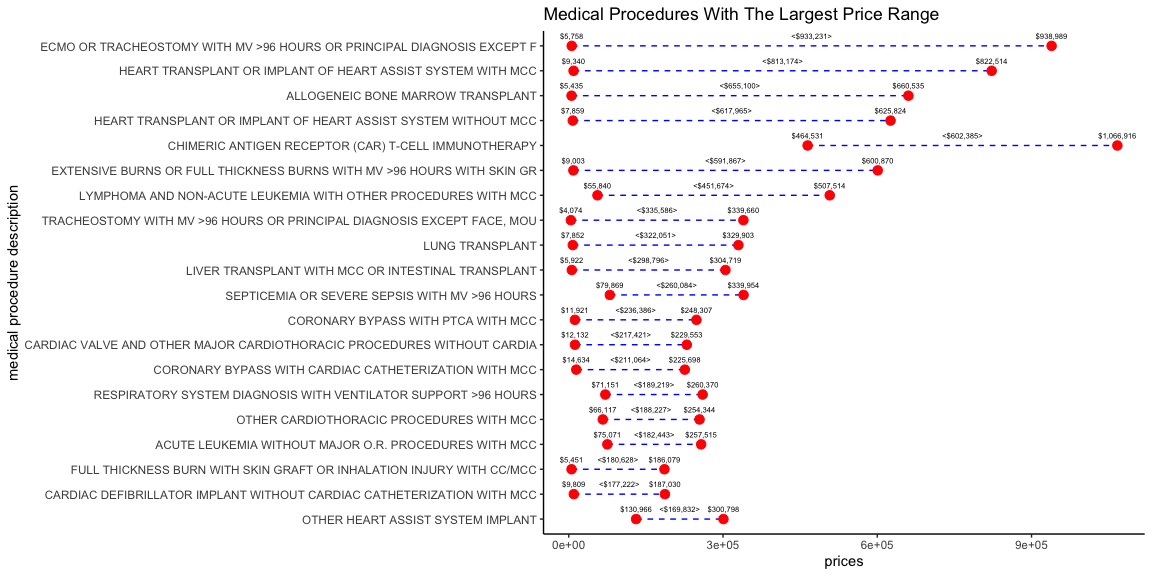 Medical Procedures With The Largest Price Range
medical procedure description
ECMO OR TRACHEOSTOMY WITH MV >96 HOURS OR PRINCIPAL DIAGNOSIS EXCEPT F
$5,758 <$933,231> $938,989
HEART TRANSPLANT OR IMPLANT OF HEART ASSIST SYSTEM WITH MCC
$9,340 <$813,174> $822,514
ALLOGENEIC BONE MARROW TRANSPLANT
$5,435 <$655,100> $660,535
HEART TRANSPLANT OR IMPLANT OF HEART ASSIST SYSTEM WITHOUT MCC
$7,859 <$617,965> $625,824
CHIMERIC ANTIGEN RECEPTOR (CAR) T-CELL IMMUNOTHERAPY
$464,531 <$602,385> $1,066,916
EXTENSIVE BURNS OR FULL THICKNESS BURNS WITH MV >96 HOURS WITH SKIN GR
$9,003 <$591,867> $600,870
LYMPHOMA AND NON-ACUTE LEUKEMIA WITH OTHER PROCEDURES WITH MCC
$55,840 <$451,674> $507,514
TRACHEOSTOMY WITH MV >96 HOURS OR PRINCIPAL DIAGNOSIS EXCEPT FACE, MOU
$4,074 <$335,586> $339,660
LUNG TRANSPLANT
$7,852 <$322,051> $329,903
LIVER TRANSPLANT WITH MCC OR INTESTINAL TRANSPLANT
$5,922 <$298,796> $304,719
SEPTICEMIA OR SEVERE SEPSIS WITH MV >96 HOURS
$79,869 <$260,084> $339,954
CORONARY BYPASS WITH PTCA WITH MCC
$11,921 <$236,386> $248,307
CARDIAC VALVE AND OTHER MAJOR CARDIOTHORACIC PROCEDURES WITHOUT CARDIA
$12,132 <$217,421> $229,553
CORONARY BYPASS WITH CARDIAC CATHETERIZATION WITH MCC
$14,634 <$211,064> $225,698
RESPIRATORY SYSTEM DIAGNOSIS WITH VENTILATOR SUPPORT >96 HOURS
$71,151 <$189,219> $260,370
OTHER CARDIOTHORACIC PROCEDURES WITH MCC
$66,117 <$188,227> $254,344
ACUTE LEUKEMIA WITHOUT MAJOR O.R. PROCEDURES WITH MCC
$75,071 <$182,443> $257,515
FULL THICKNESS BURN WITH SKIN GRAFT OR INHALATION INJURY WITH CC/MCC
$5,451 <$180,628> $186,079
CARDIAC DEFIBRILLATOR IMPLANT WITHOUT CARDIAC CATHETERIZATION WITH MCC
$9,809 <$177,222> $187,030
OTHER HEART ASSIST SYSTEM IMPLANT
$130,966 <$169,832> $300,798
0e+00 3e+05 6e+05 9e+05
prices